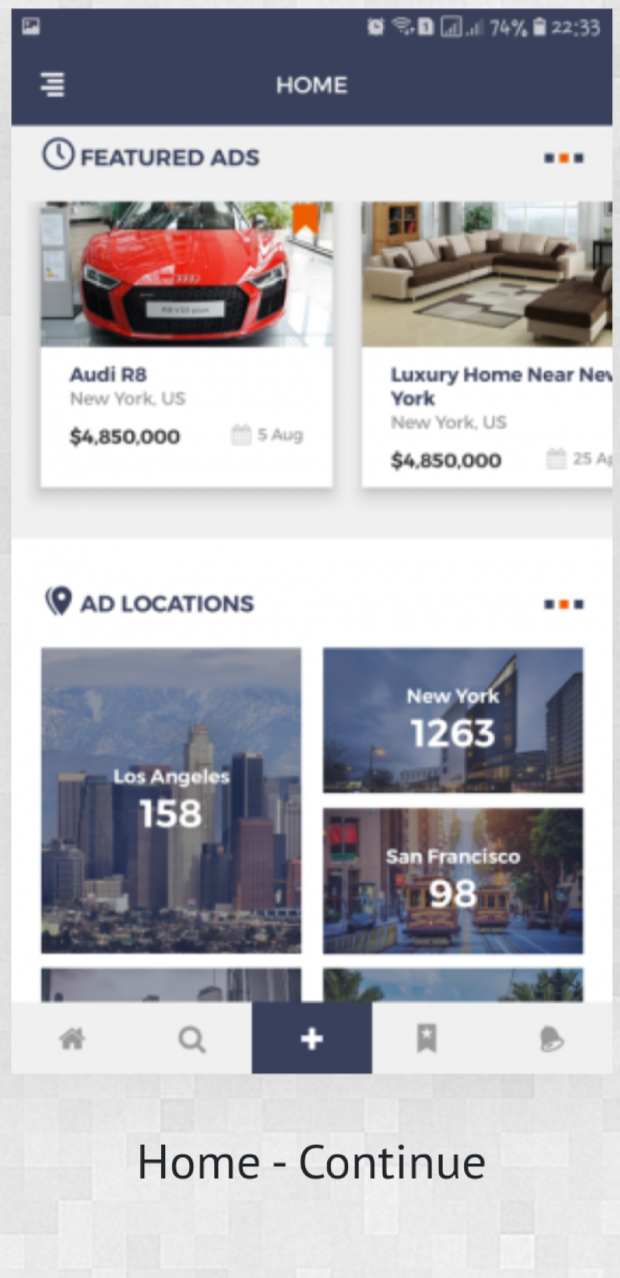 74% 22:33
HOME
FEATURED ADS
Audi R8
New York, US
$4,850,000
5 Aug
Luxury Home Near New
York
New York, US
$4,850,000
25 Ap
AD LOCATIONS
Los Angeles
158
New York
1263
San Francisco
98
Home - Continue